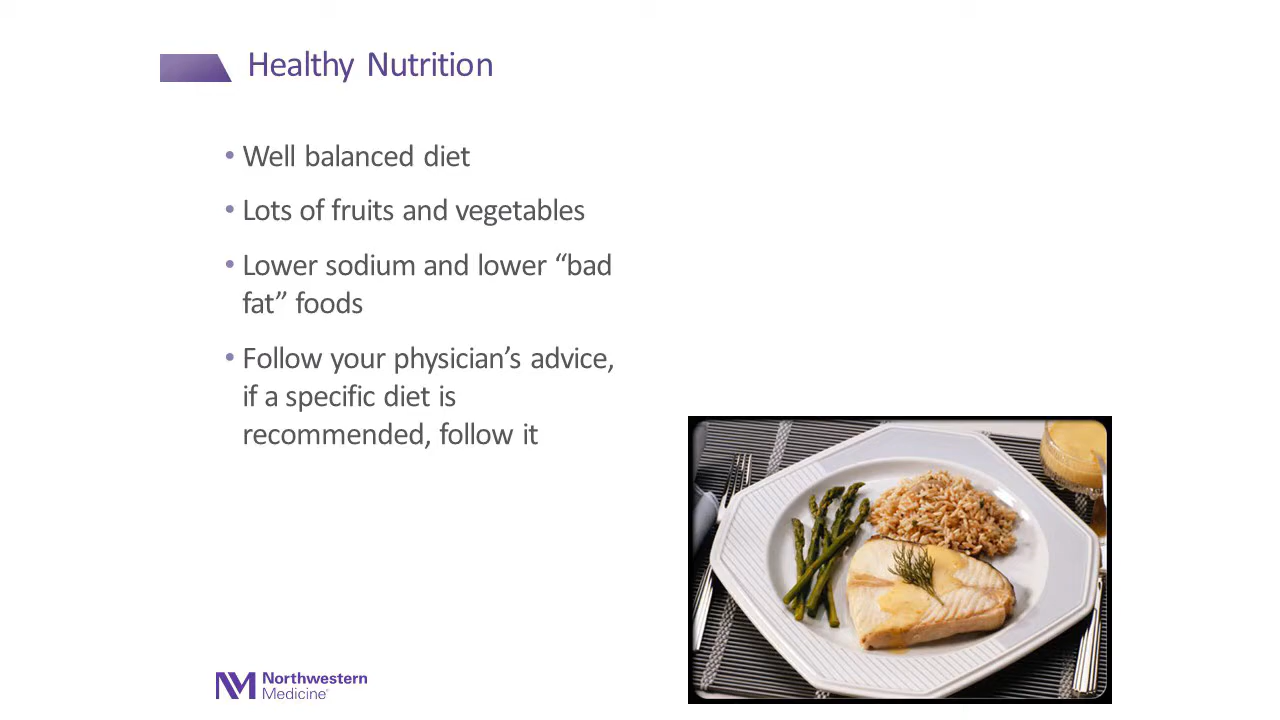 Healthy Nutrition
• Well balanced diet
• Lots of fruits and vegetables
• Lower sodium and lower “bad
fat” foods
• Follow your physician’s advice,
if a specific diet is
recommended, follow it
NM Northwestern
Medicine®